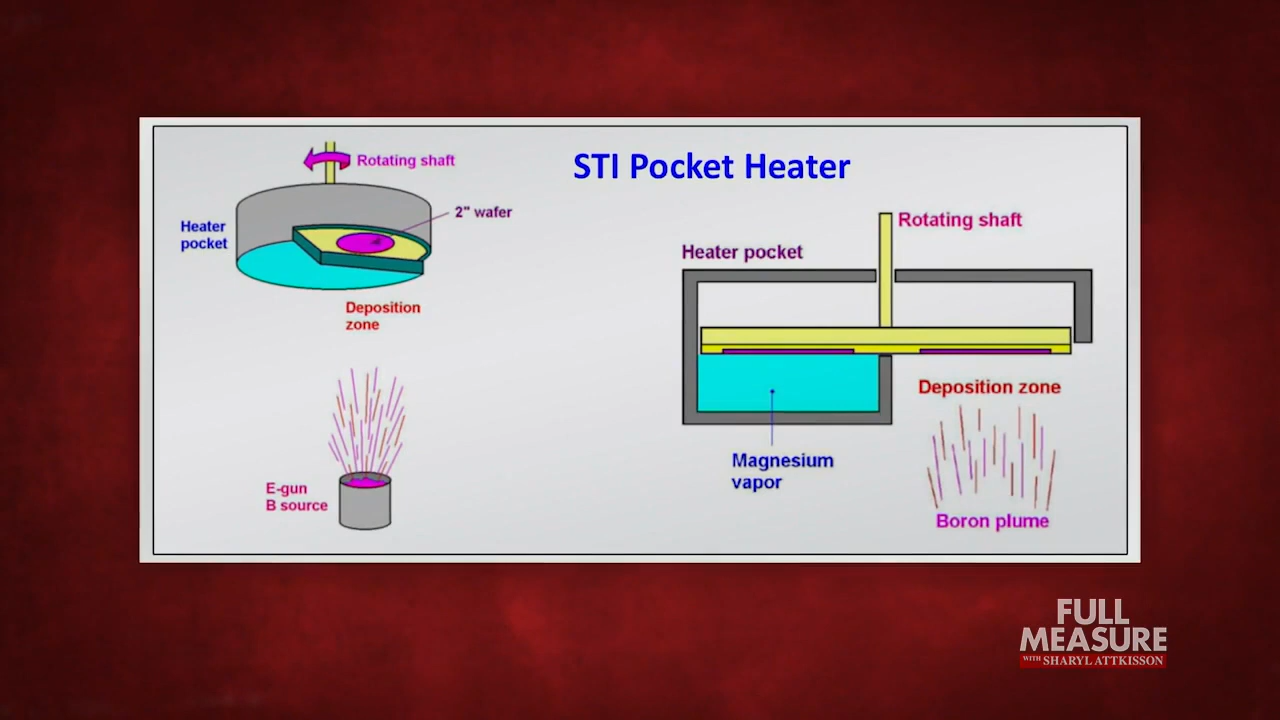 STI Pocket Heater
Rotating shaft
2" wafer
Heater
pocket
Deposition
zone
E-gun
B source
Rotating shaft
Heater pocket
Deposition zone
Magnesium
vapor
Boron plume
FULL
MEASURE
WITH SHARYL ATTKISSON